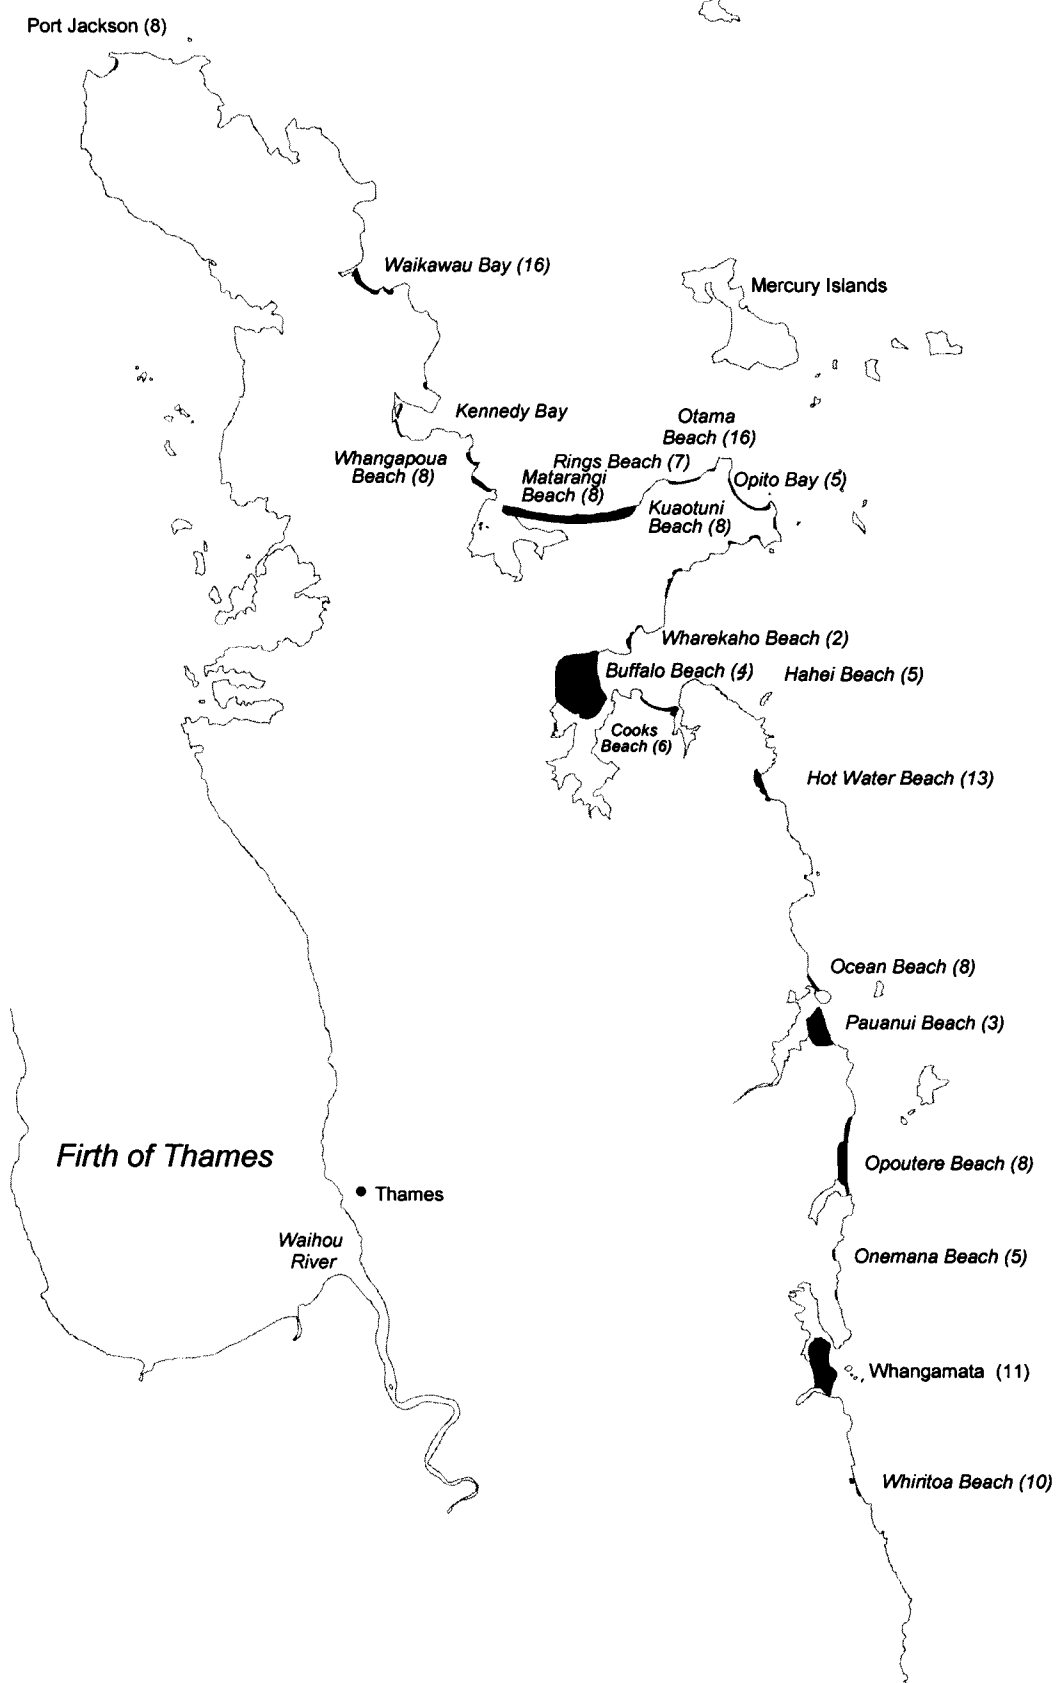 Port Jackson (8)
Waikawau Bay (16)
Mercury Islands
Kennedy Bay
Otama
Beach (16)
Whangapoua
Beach (8)
Rings Beach (7)
Matarangi
Beach (8)
Opito Bay (5)
Kuaotuni
Beach (8)
Wharekaho Beach (2)
Buffalo Beach (4)
Hahei Beach (5)
Cooks
Beach (6)
Hot Water Beach (13)
Ocean Beach (8)
Pauanui Beach (3)
Firth of Thames
Opoutere Beach (8)
Thames
Waihou
River
Onemana Beach (5)
Whangamata (11)
Whiritoa Beach (10)